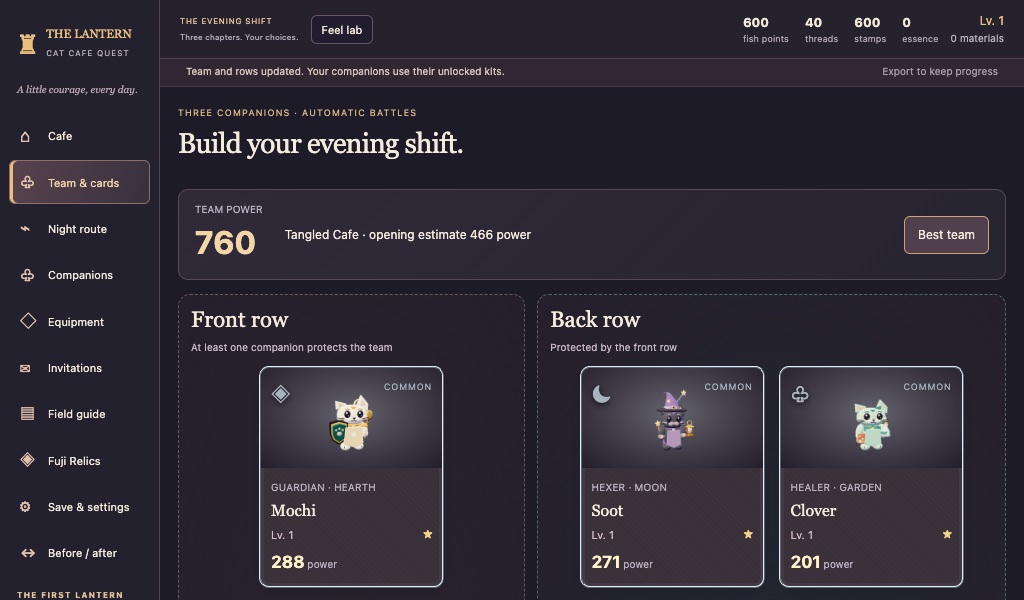 THE LANTERN
CAT CAFE QUEST
A little courage, every day.
Cafe
Team & cards
Night route
Companions
Equipment
Invitations
Field guide
Fuji Relics
Save & settings
Before / after
THE FIRST LANTERN
THE EVENING SHIFT
Three chapters. Your choices.
Feel lab
600
fish points
40
threads
600
stamps
0
essence
Lv. 1
0 materials
Team and rows updated. Your companions use their unlocked kits.
Export to keep progress
THREE COMPANIONS · AUTOMATIC BATTLES
Build your evening shift.
TEAM POWER
760
Tangled Cafe · opening estimate 466 power
Best team
Front row
At least one companion protects the team
COMMON
GUARDIAN · HEARTH
Mochi
Lv. 1
288 power
Back row
Protected by the front row
COMMON
HEXER · MOON
Soot
Lv. 1
271 power
COMMON
HEALER · GARDEN
Clover
Lv. 1
201 power